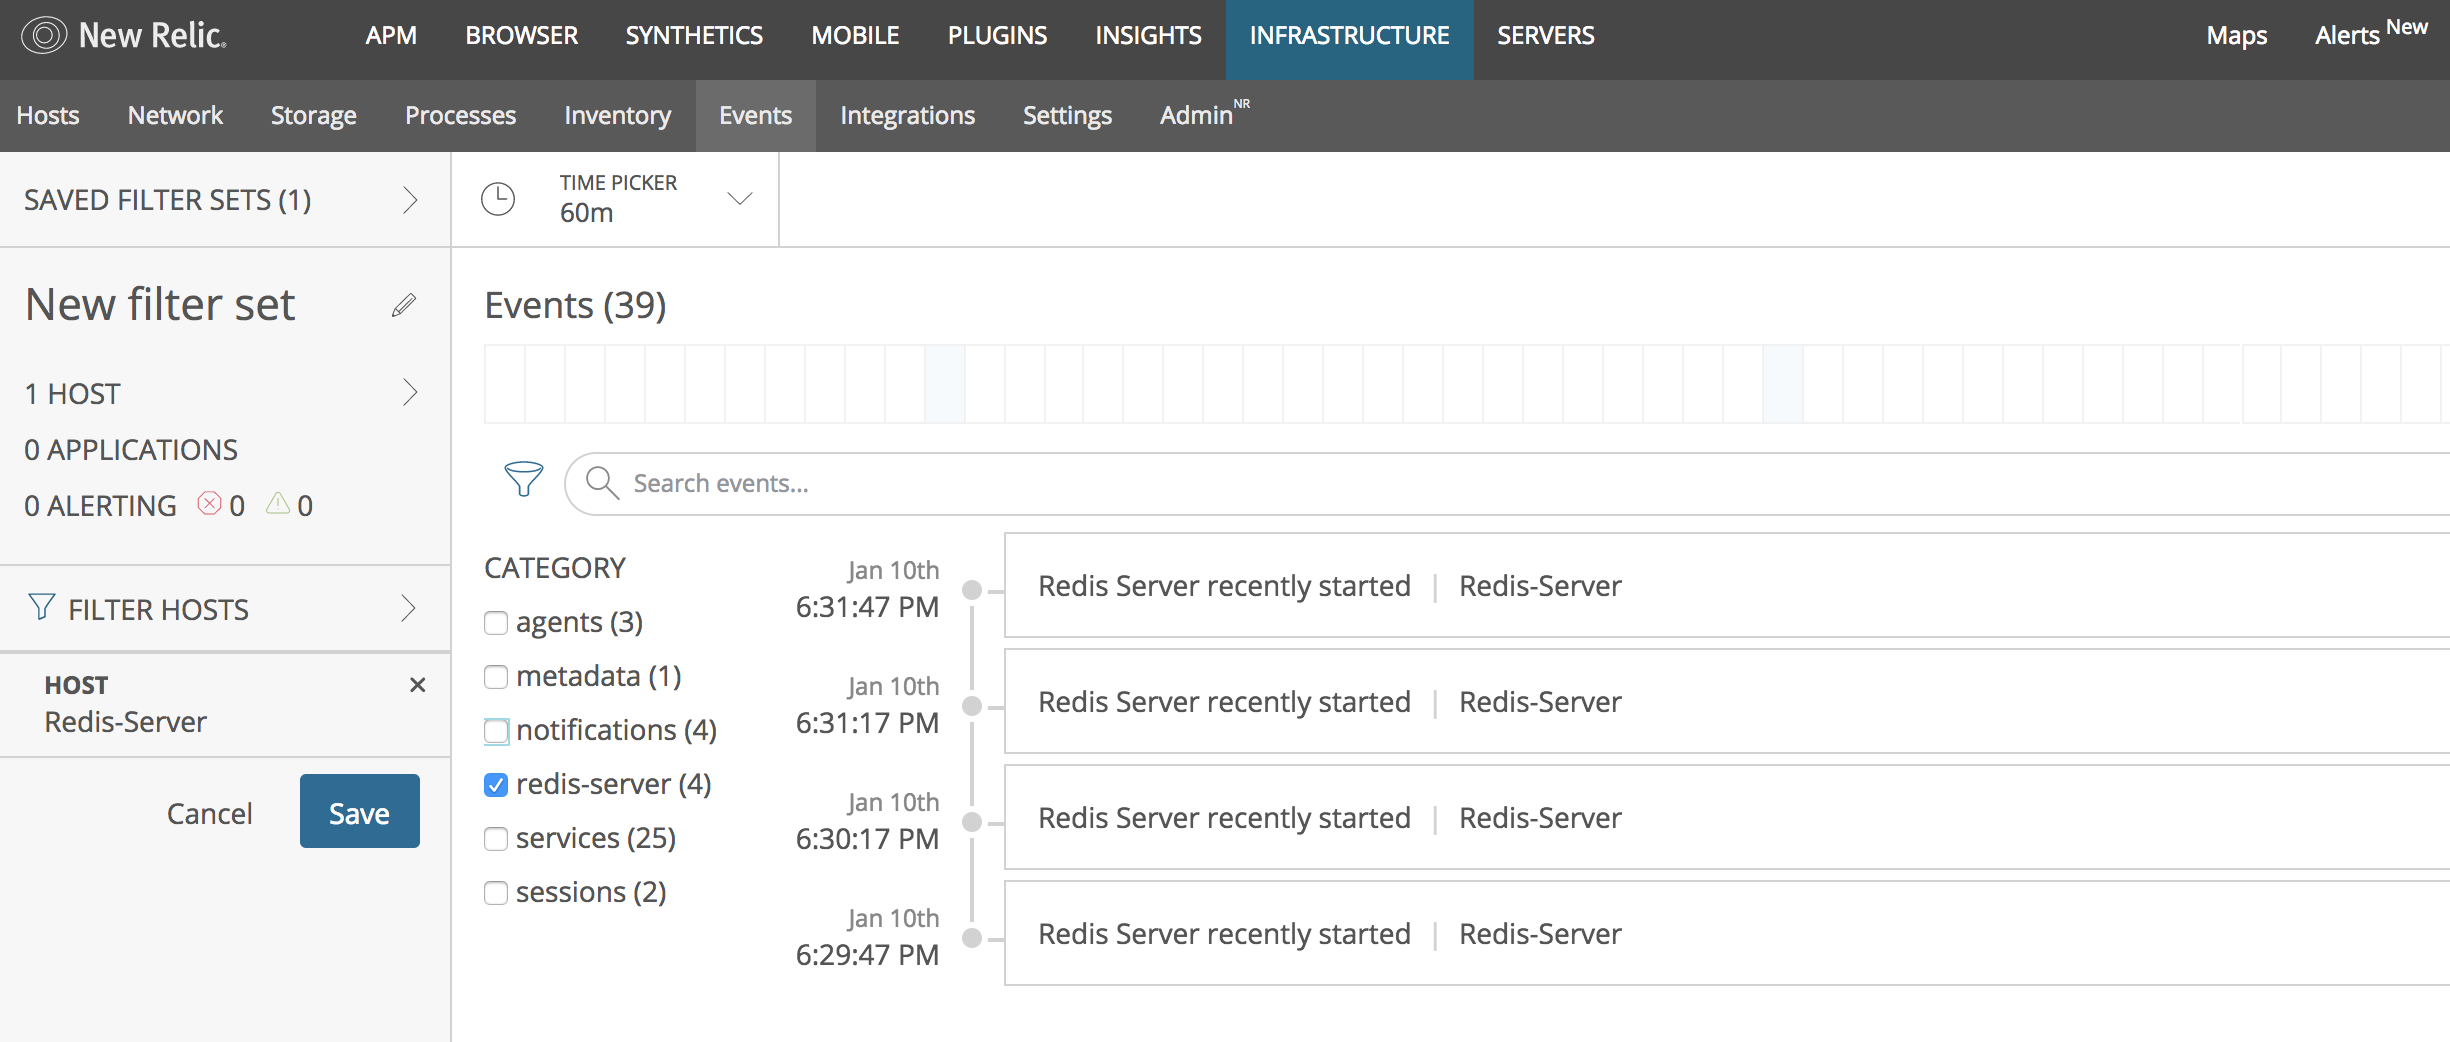 New Relic.
APM BROWSER SYNTHETICS MOBILE PLUGINS INSIGHTS INFRASTRUCTURE SERVERS Maps Alerts New
Hosts Network Storage Processes Inventory Events Integrations Settings Admin NR
SAVED FILTER SETS (1)
TIME PICKER
60m
New filter set
1 HOST
0 APPLICATIONS
0 ALERTING 0 0
FILTER HOSTS
HOST
Redis-Server
Cancel Save
Events (39)
Search events...
CATEGORY
agents (3)
metadata (1)
notifications (4)
redis-server (4)
services (25)
sessions (2)
Jan 10th
6:31:47 PM
Redis Server recently started | Redis-Server
Jan 10th
6:31:17 PM
Redis Server recently started | Redis-Server
Jan 10th
6:30:17 PM
Redis Server recently started | Redis-Server
Jan 10th
6:29:47 PM
Redis Server recently started | Redis-Server